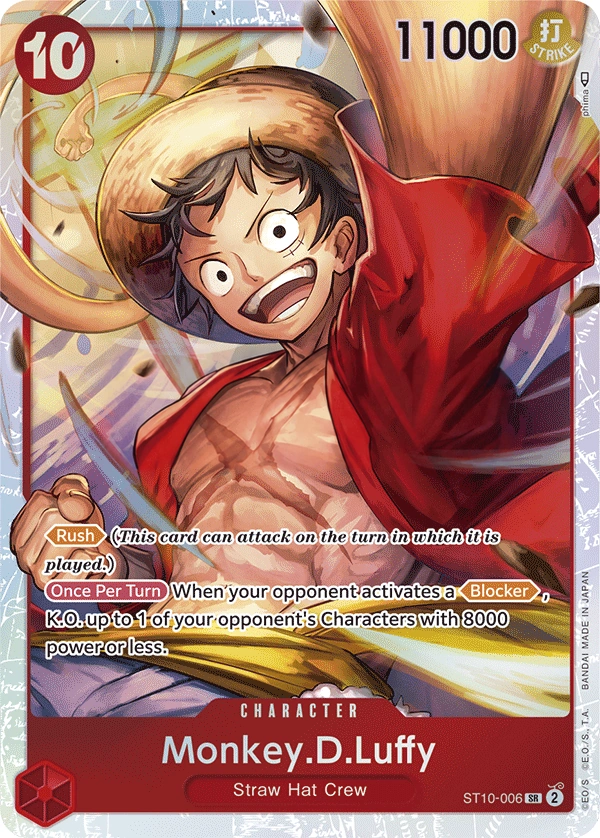 10
11000
打
STRIKE
phima
Rush (This card can attack on the turn in which it is
played.)
Once Per Turn When your opponent activates a Blocker,
K.O. up to 1 of your opponent's Characters with 8000
power or less.
CHARACTER
Monkey.D.Luffy
Straw Hat Crew
ST10-006 SR 2
©EO/S ©E.O./S., T.A. BANDAI MADE IN JAPAN